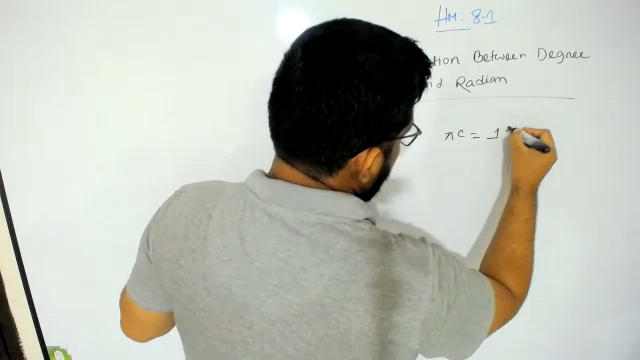 HM: 8.1
tion Between Degree
nd Radian
πc = 1